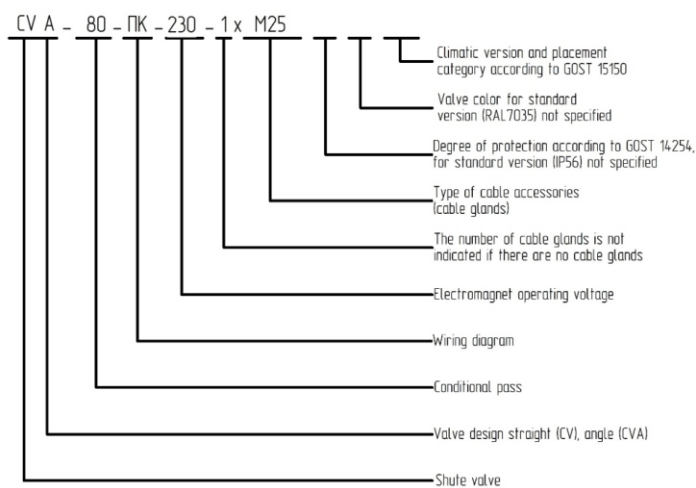 CV A - 80 - ПК - 230 - 1 x M25
Climatic version and placement
category according to GOST 15150
Valve color for standard
version (RAL7035) not specified
Degree of protection according to GOST 14254,
for standard version (IP56) not specified
Type of cable accessories
(cable glands)
The number of cable glands is not
indicated if there are no cable glands
Electromagnet operating voltage
Wiring diagram
Conditional pass
Valve design straight (CV), angle (CVA)
Shute valve